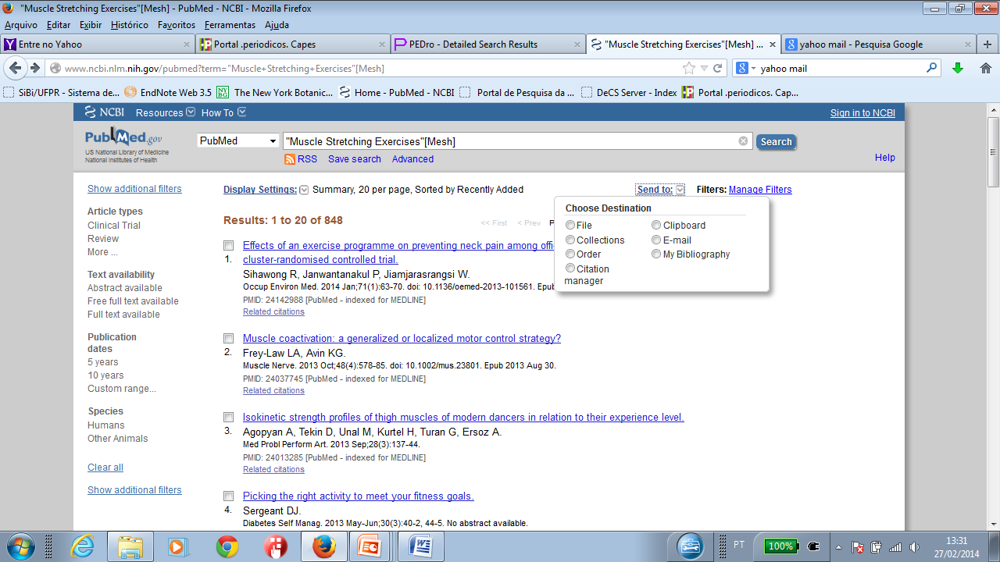 "Muscle Stretching Exercises"[Mesh] - PubMed - NCBI - Mozilla Firefox
Arquivo Editar Exibir Histórico Favoritos Ferramentas Ajuda
Entre no Yahoo
Portal .periodicos. Capes
PEDro - Detailed Search Results
"Muscle Stretching Exercises"[Mesh] ...
yahoo mail - Pesquisa Google
www.ncbi.nlm.nih.gov/pubmed?term="Muscle+Stretching+Exercises"[Mesh]
yahoo mail
SiBi/UFPR - Sistema de... EndNote Web 3.5 The New York Botanic... Home - PubMed - NCBI Portal de Pesquisa da ... DeCS Server - Index Portal .periodicos. Cap...
NCBI Resources How To Sign in to NCBI
PubMed.gov
US National Library of Medicine
National Institutes of Health
PubMed "Muscle Stretching Exercises"[Mesh] Search
RSS Save search Advanced Help
Show additional filters
Article types
Clinical Trial
Review
More ...
Text availability
Abstract available
Free full text available
Full text available
Publication
dates
5 years
10 years
Custom range...
Species
Humans
Other Animals
Clear all
Show additional filters
Display Settings: Summary, 20 per page, Sorted by Recently Added Send to: Filters: Manage Filters
Choose Destination
File
Collections
Order
Citation
manager
Clipboard
E-mail
My Bibliography
Results: 1 to 20 of 848 << First < Prev
Effects of an exercise programme on preventing neck pain among
1. cluster-randomised controlled trial.
Sihawong R, Janwantanakul P, Jiamjarasrangsi W.
Occup Environ Med. 2014 Jan;71(1):63-70. doi: 10.1136/oemed-2013-101561. Epub
PMID: 24142988 [PubMed - indexed for MEDLINE]
Related citations
Muscle coactivation: a generalized or localized motor control strategy?
2. Frey-Law LA, Avin KG.
Muscle Nerve. 2013 Oct;48(4):578-85. doi: 10.1002/mus.23801. Epub 2013 Aug 30.
PMID: 24037745 [PubMed - indexed for MEDLINE]
Related citations
Isokinetic strength profiles of thigh muscles of modern dancers in relation to their experience level.
3. Agopyan A, Tekin D, Unal M, Kurtel H, Turan G, Ersoz A.
Med Probl Perform Art. 2013 Sep;28(3):137-44.
PMID: 24013285 [PubMed - indexed for MEDLINE]
Related citations
Picking the right activity to meet your fitness goals.
4. Sergeant DJ.
Diabetes Self Manag. 2013 May-Jun;30(3):40-2, 44-5. No abstract available.
PT 100% 13:31
27/02/2014